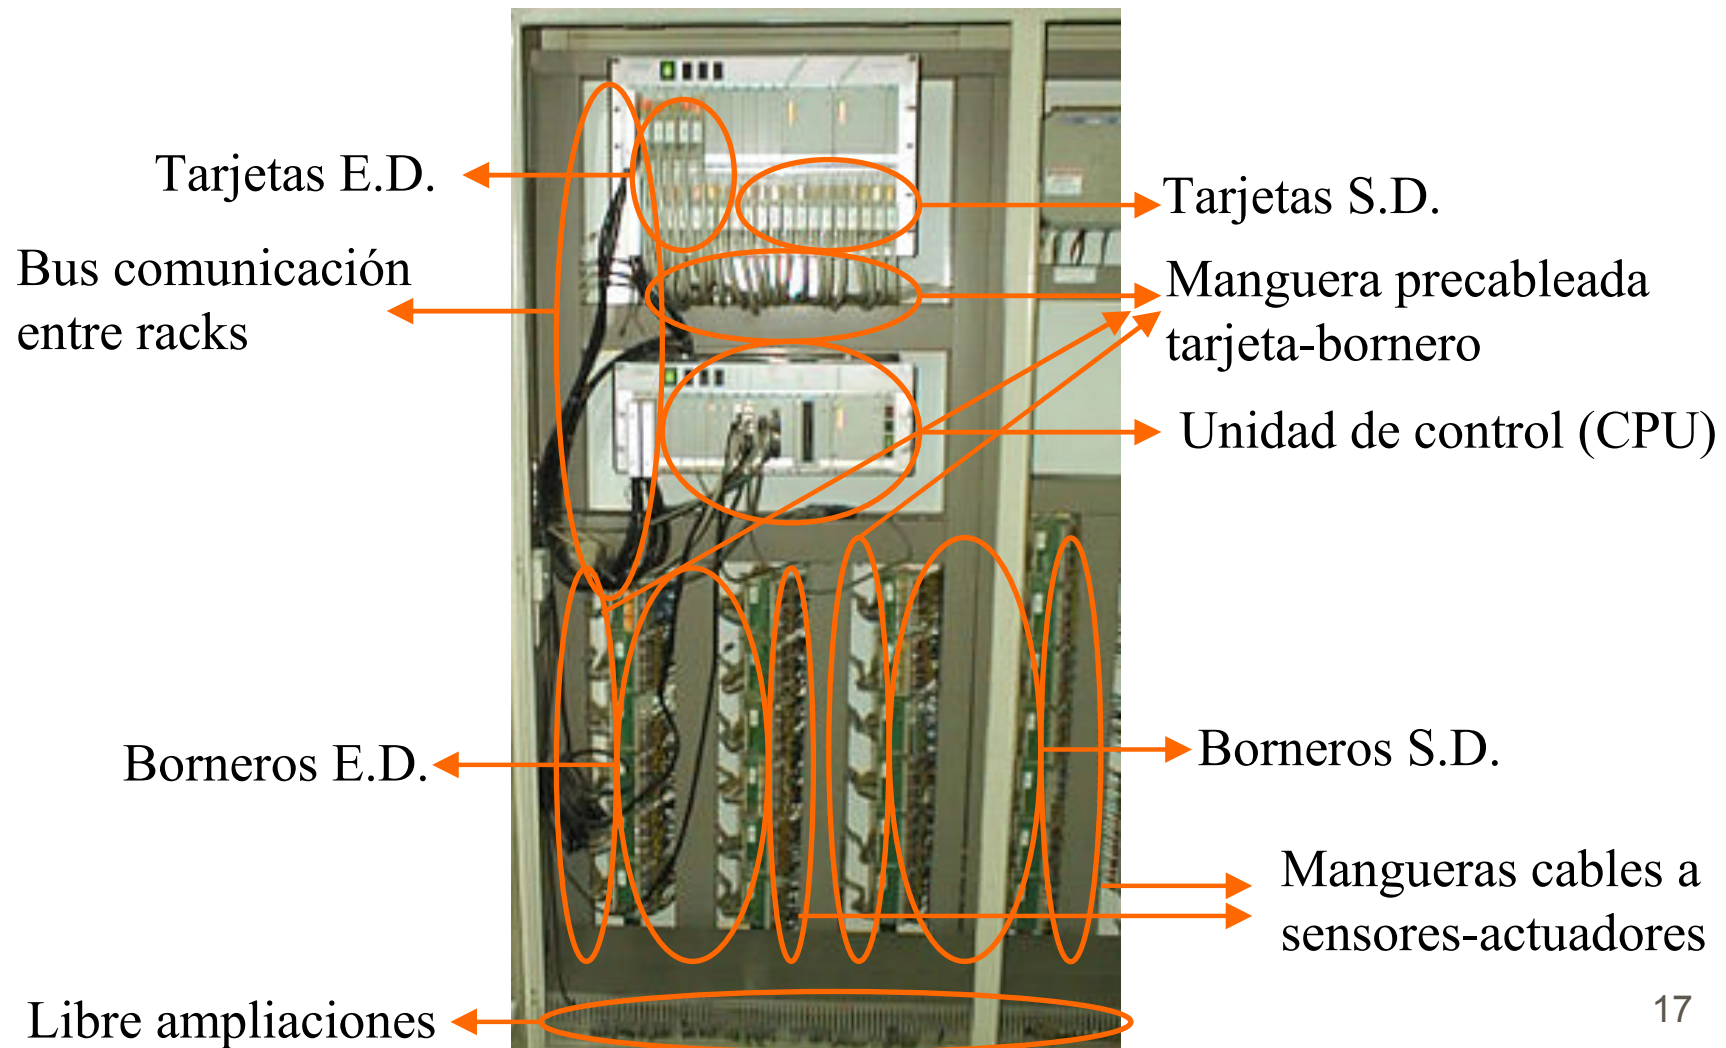 Tarjetas E.D.
Tarjetas S.D.
Bus comunicación
entre racks
Manguera precableada
tarjeta-bornero
Unidad de control (CPU)
Borneros E.D.
Borneros S.D.
Mangueras cables a
sensores-actuadores
Libre ampliaciones
17